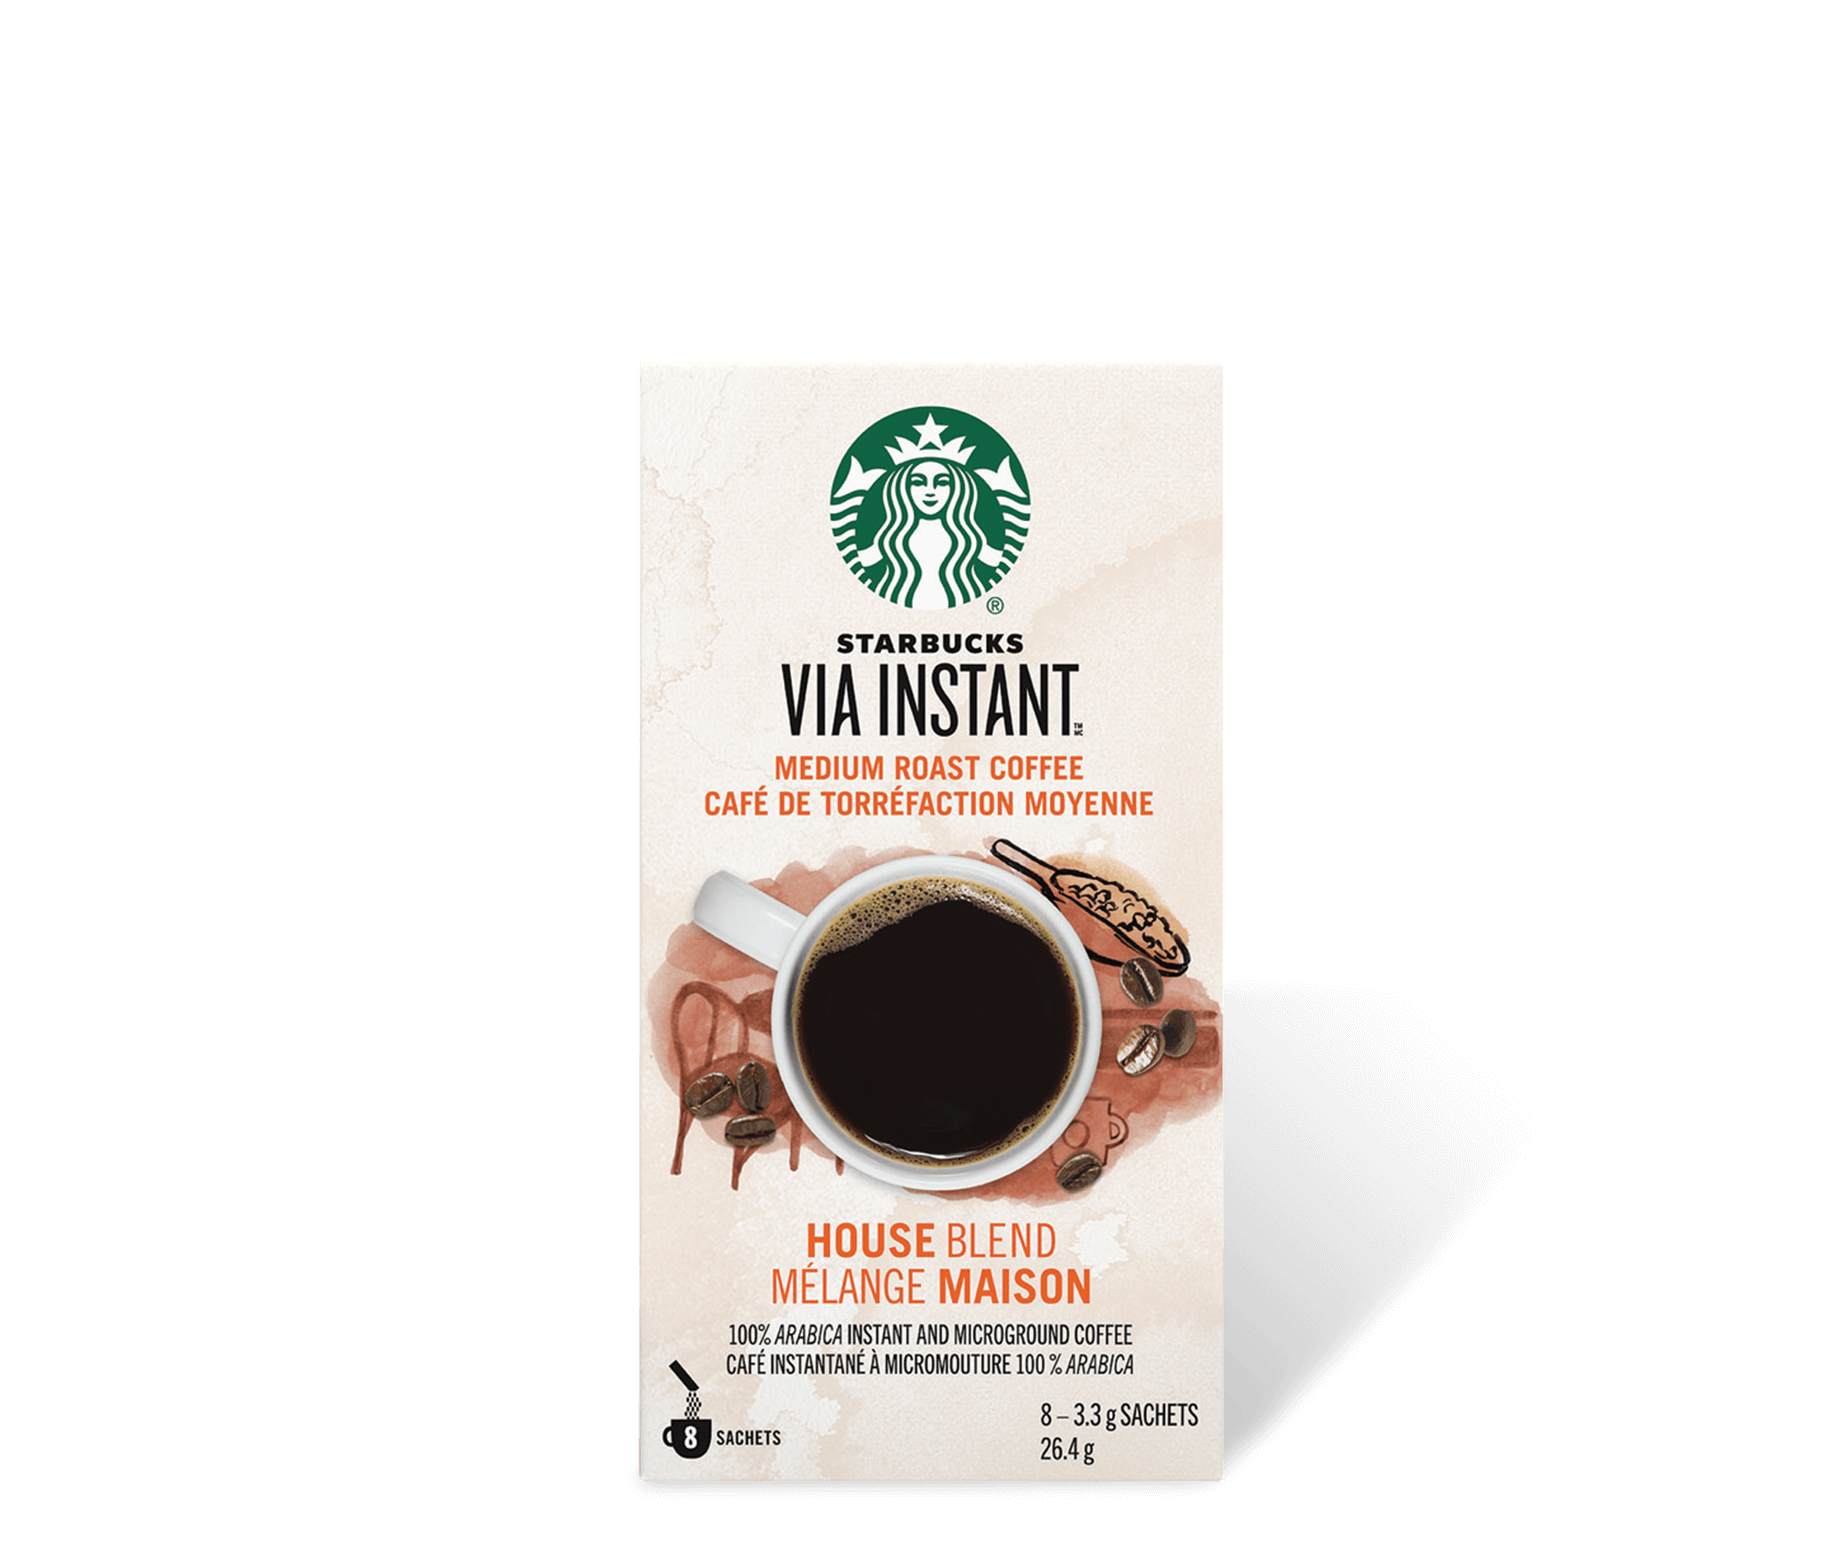 ®
STARBUCKS
VIA INSTANT™
MEDIUM ROAST COFFEE
CAFÉ DE TORRÉFACTION MOYENNE
HOUSE BLEND
MÉLANGE MAISON
100% ARABICA INSTANT AND MICROGROUND COFFEE
CAFÉ INSTANTANÉ À MICROMOUTURE 100 % ARABICA
8 – 3.3 g SACHETS
26.4 g
8 SACHETS